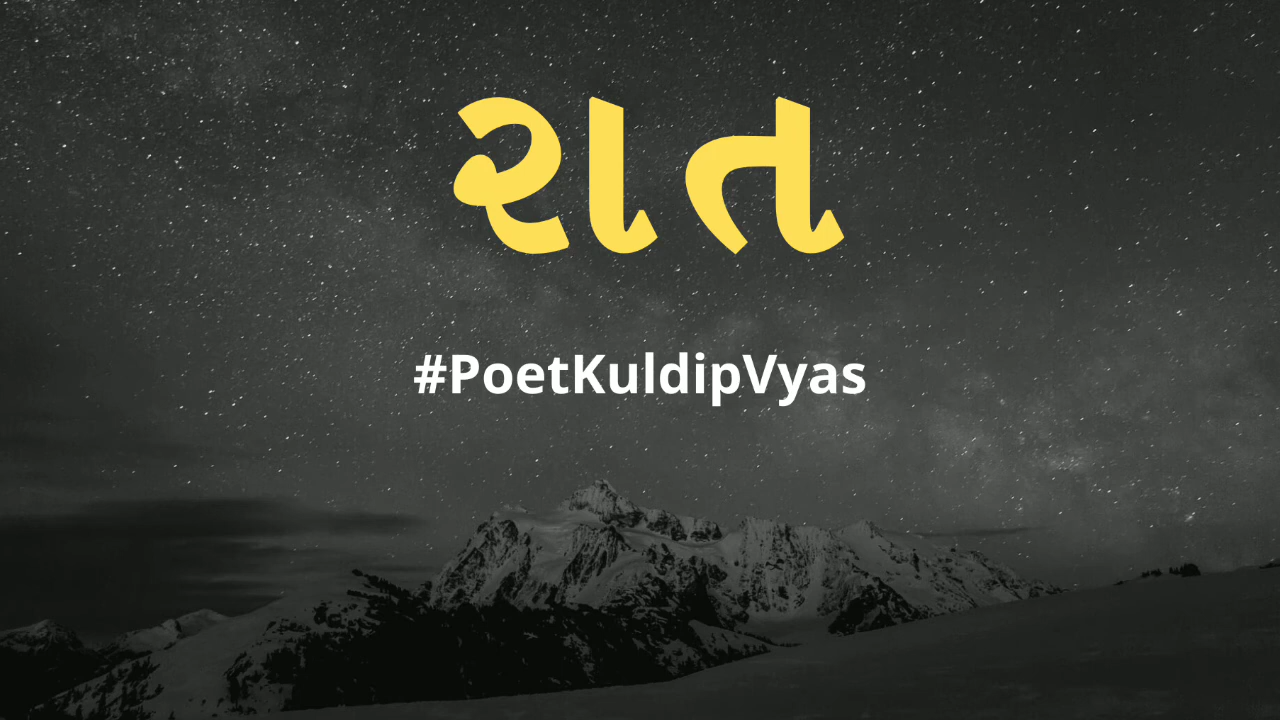 રાત
#PoetKuldipVyas